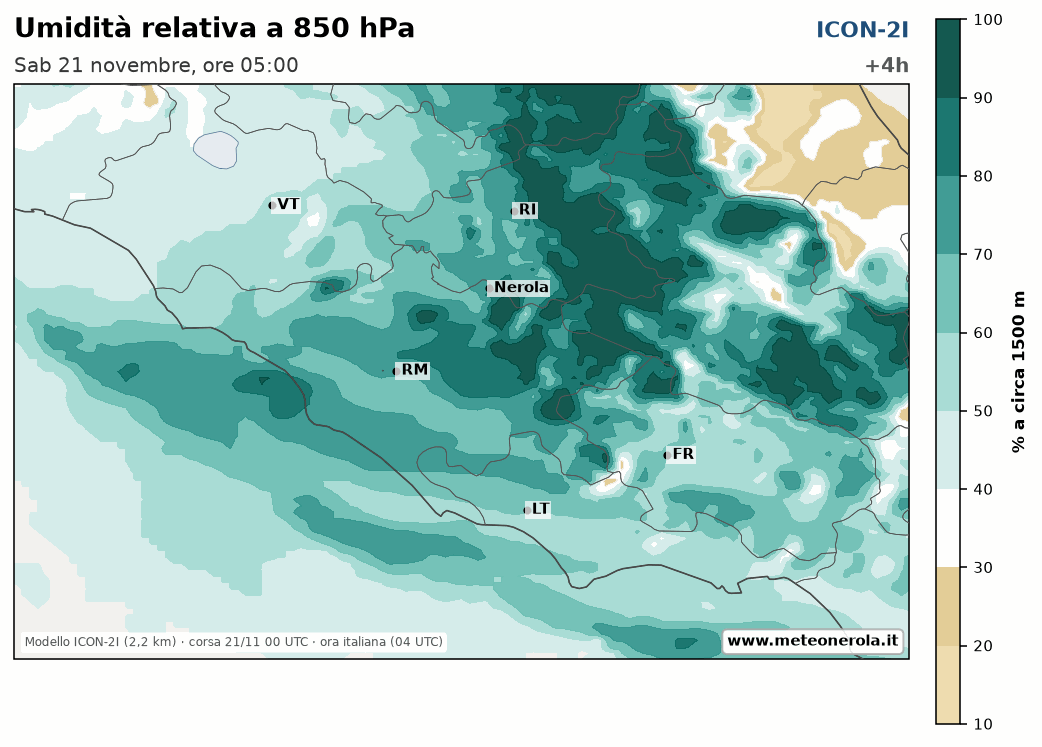 Umidità relativa a 850 hPa
ICON-2I
Sab 21 novembre, ore 05:00
+4h
100
90
80
70
60
50
40
30
20
10
% a circa 1500 m
VT
RI
Nerola
RM
FR
LT
Modello ICON-2I (2,2 km) · corsa 21/11 00 UTC · ora italiana (04 UTC)
www.meteonerola.it